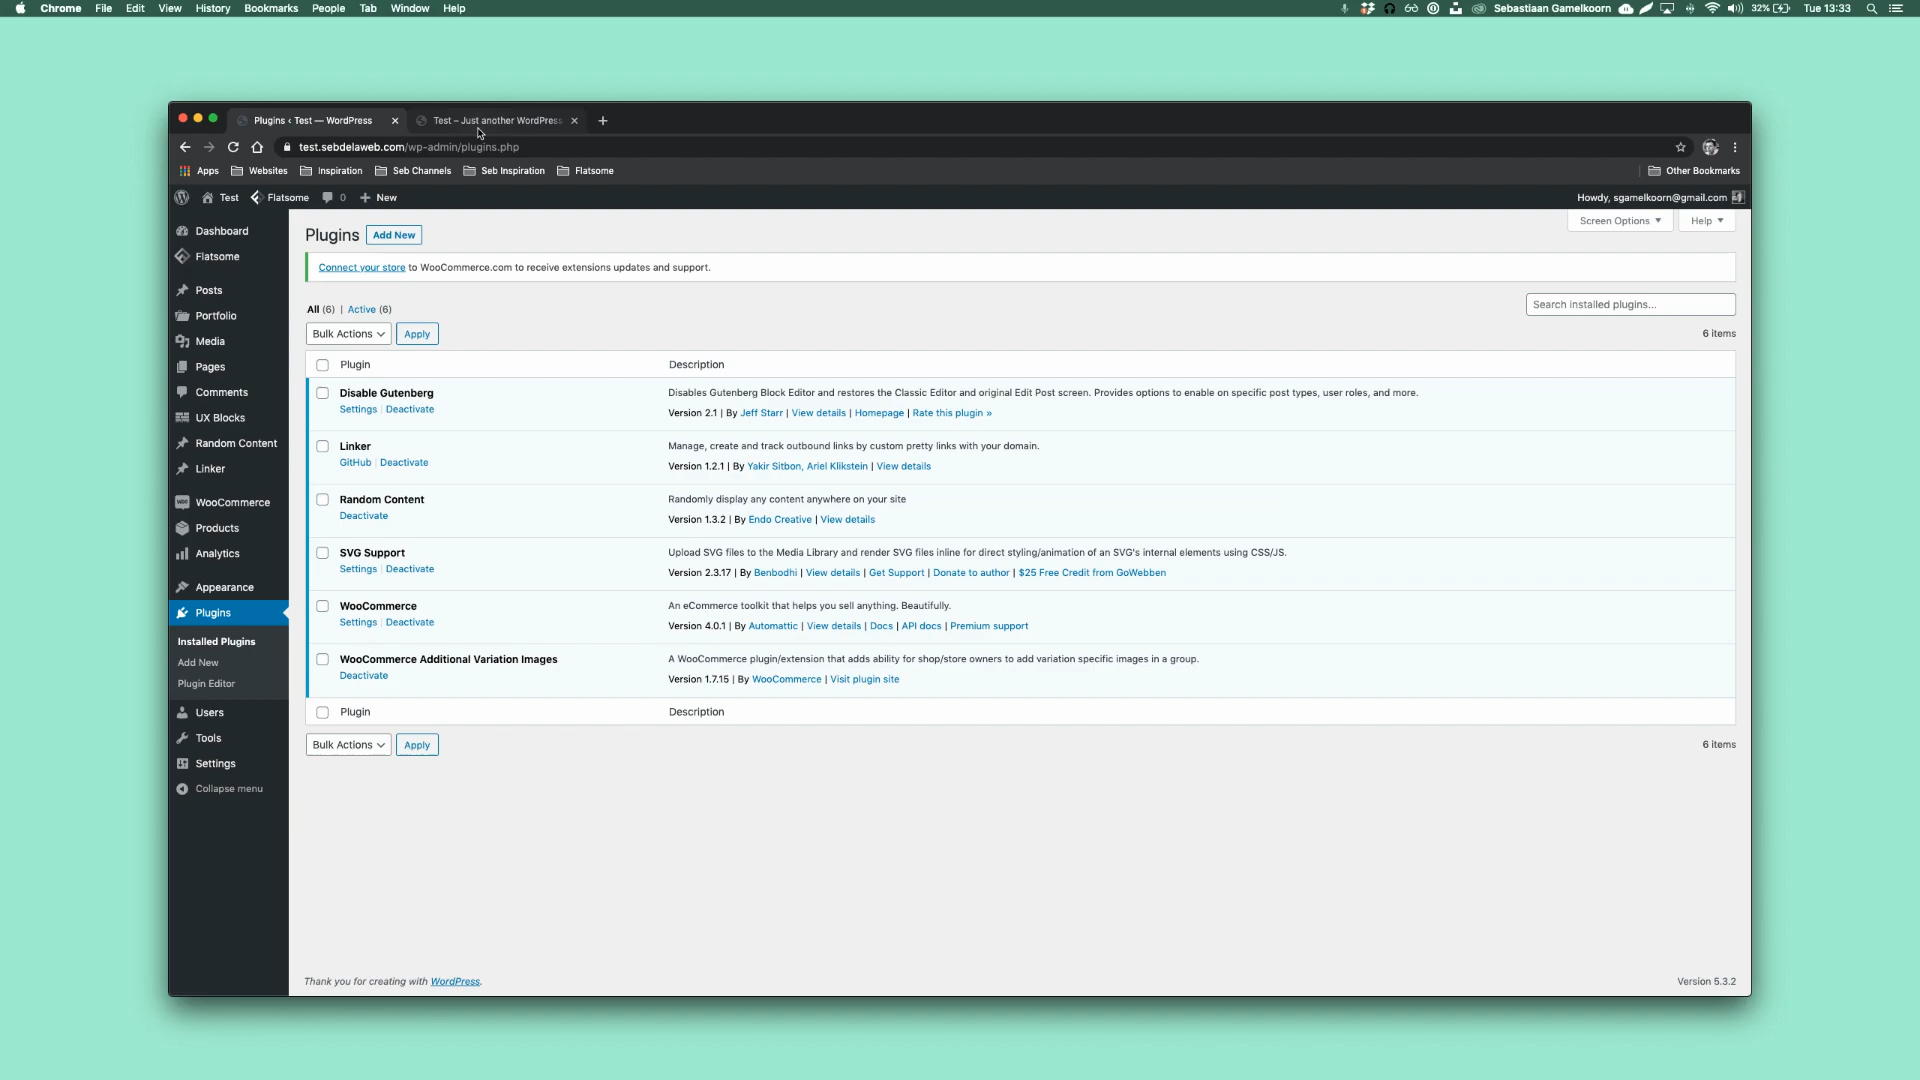 Chrome File Edit View History Bookmarks People Tab Window Help
Sebastiaan Gamelkoorn 32% Tue 13:33
Plugins ‹ Test — WordPress
Test – Just another WordPress
test.sebdelaweb.com/wp-admin/plugins.php
Apps Websites Inspiration Seb Channels Seb Inspiration Flatsome Other Bookmarks
Test Flatsome 0 New Howdy, sgamelkoorn@gmail.com
Dashboard
Flatsome
Posts
Portfolio
Media
Pages
Comments
UX Blocks
Random Content
Linker
WooCommerce
Products
Analytics
Appearance
Plugins
Installed Plugins
Add New
Plugin Editor
Users
Tools
Settings
Collapse menu
Screen Options Help
Plugins Add New
Connect your store to WooCommerce.com to receive extensions updates and support.
All (6) | Active (6)
Search installed plugins...
Bulk Actions Apply 6 items
Plugin Description
Disable Gutenberg
Settings | Deactivate
Disables Gutenberg Block Editor and restores the Classic Editor and original Edit Post screen. Provides options to enable on specific post types, user roles, and more.
Version 2.1 | By Jeff Starr | View details | Homepage | Rate this plugin »
Linker
GitHub | Deactivate
Manage, create and track outbound links by custom pretty links with your domain.
Version 1.2.1 | By Yakir Sitbon, Ariel Klikstein | View details
Random Content
Deactivate
Randomly display any content anywhere on your site
Version 1.3.2 | By Endo Creative | View details
SVG Support
Settings | Deactivate
Upload SVG files to the Media Library and render SVG files inline for direct styling/animation of an SVG's internal elements using CSS/JS.
Version 2.3.17 | By Benbodhi | View details | Get Support | Donate to author | $25 Free Credit from GoWebben
WooCommerce
Settings | Deactivate
An eCommerce toolkit that helps you sell anything. Beautifully.
Version 4.0.1 | By Automattic | View details | Docs | API docs | Premium support
WooCommerce Additional Variation Images
Deactivate
A WooCommerce plugin/extension that adds ability for shop/store owners to add variation specific images in a group.
Version 1.7.15 | By WooCommerce | Visit plugin site
Plugin Description
Bulk Actions Apply 6 items
Thank you for creating with WordPress. Version 5.3.2